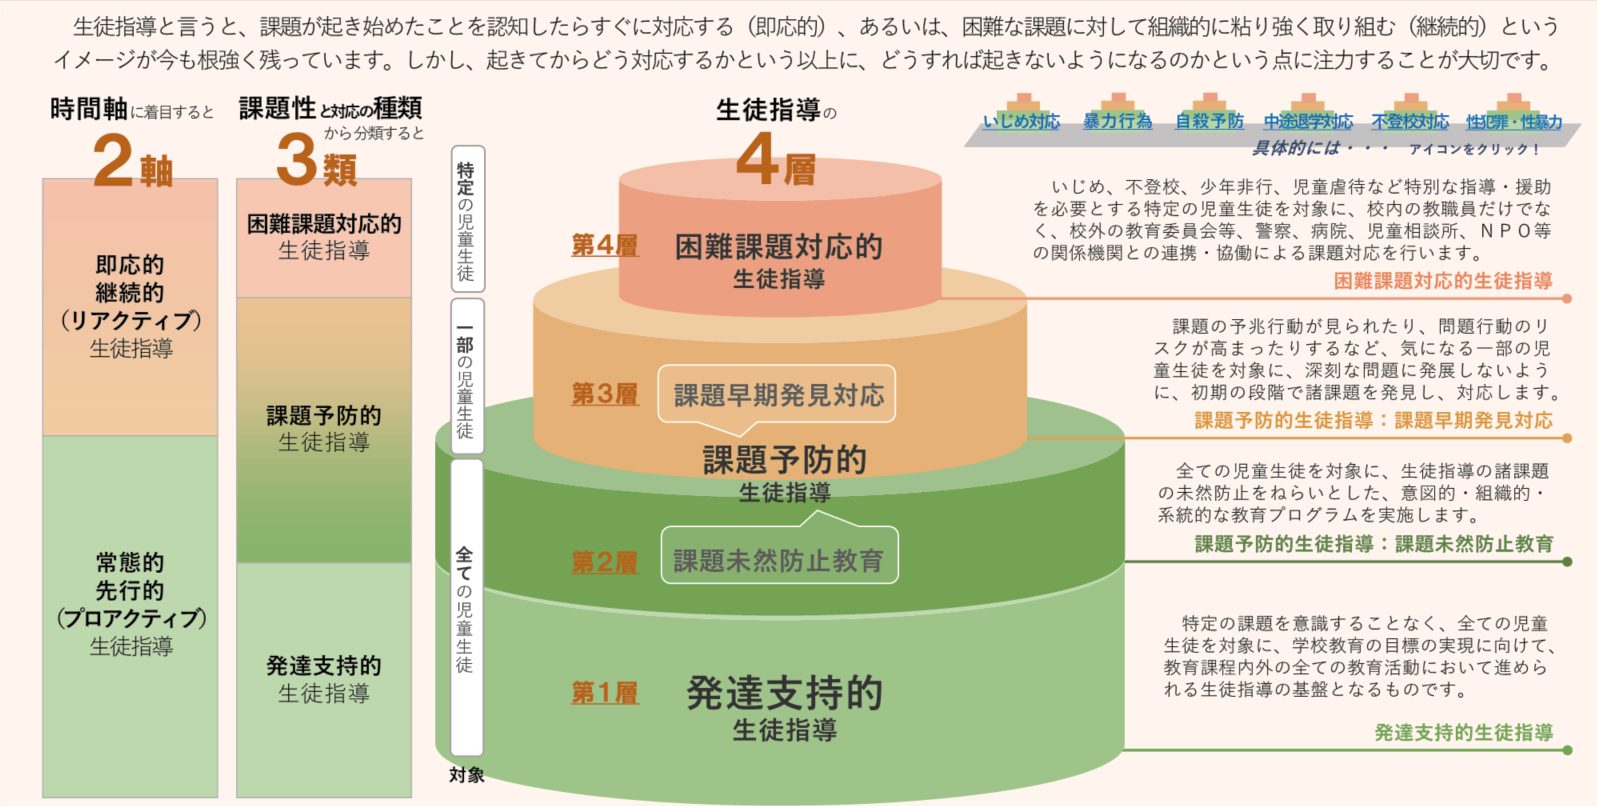 生徒指導と言うと、課題が起き始めたことを認知したらすぐに対応する（即応的）、あるいは、困難な課題に対して組織的に粘り強く取り組む（継続的）という
イメージが今も根強く残っています。しかし、起きてからどう対応するかという以上に、どうすれば起きないようになるのかという点に注力することが大切です。
時間軸に着目すると
2軸
即応的
継続的
（リアクティブ）
生徒指導
常態的
先行的
（プロアクティブ）
生徒指導
課題性と対応の種類
から分類すると
3類
困難課題対応的
生徒指導
課題予防的
生徒指導
発達支持的
生徒指導
特定の児童生徒
一部の児童生徒
全ての児童生徒
対象
生徒指導の
4層
第4層
困難課題対応的
生徒指導
第3層
課題早期発見対応
課題予防的
生徒指導
第2層
課題未然防止教育
第1層
発達支持的
生徒指導
いじめ対応
暴力行為
自殺予防
中途退学対応
不登校対応
性犯罪・性暴力
具体的には・・・　アイコンをクリック！
いじめ、不登校、少年非行、児童虐待など特別な指導・援助
を必要とする特定の児童生徒を対象に、校内の教職員だけでな
く、校外の教育委員会等、警察、病院、児童相談所、ＮＰＯ等
の関係機関との連携・協働による課題対応を行います。
困難課題対応的生徒指導
課題の予兆行動が見られたり、問題行動のリ
スクが高まったりするなど、気になる一部の児
童生徒を対象に、深刻な問題に発展しないよう
に、初期の段階で諸課題を発見し、対応します。
課題予防的生徒指導：課題早期発見対応
全ての児童生徒を対象に、生徒指導の諸課題
の未然防止をねらいとした、意図的・組織的・
系統的な教育プログラムを実施します。
課題予防的生徒指導：課題未然防止教育
特定の課題を意識することなく、全ての児童
生徒を対象に、学校教育の目標の実現に向けて、
教育課程内外の全ての教育活動において進めら
れる生徒指導の基盤となるものです。
発達支持的生徒指導